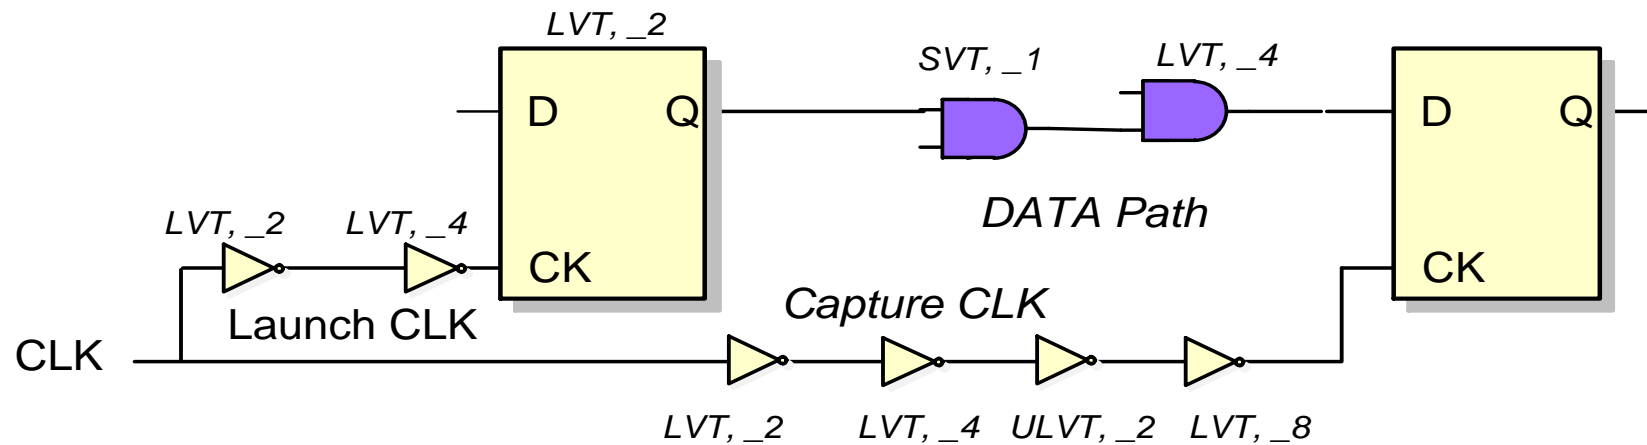 LVT, _2
SVT, _1
LVT, _4
D
Q
D
Q
LVT, _2
LVT, _4
DATA Path
CK
CK
Launch CLK
Capture CLK
CLK
LVT, _2
LVT, _4
ULVT, _2
LVT, _8